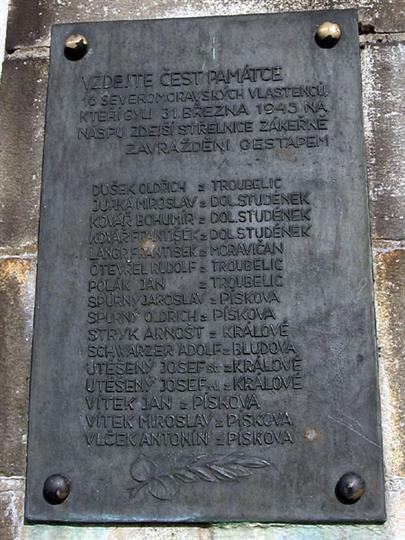 VZDEJTE ČEST PAMÁTCE
16 SEVEROMORAVSKÝCH VLASTENCŮ,
KTEŘÍ BYLI 31. BŘEZNA 1945 NA
NÁSPU ZDEJŠÍ STŘELNICE ZÁKEŘNĚ
ZAVRAŽDĚNI GESTAPEM
DUŠEK OLDŘICH z TROUBELIC
JURKA MIROSLAV z DOL.STUDÉNEK
KOVÁŘ BOHUMÍR z DOL.STUDÉNEK
KOVÁŘ FRANTIŠEK z DOL.STUDÉNEK
LANGR FRANTIŠEK z MORAVIČAN
OTEVŘEL RUDOLF z TROUBELIC
POLÁK JAN z TROUBELIC
SPURNÝ JAROSLAV z PÍSKOVA
SPURNÝ OLDŘICH z PÍSKOVA
STRYK ARNOŠT z KRÁLOVÉ
SCHWARZER ADOLF z BLUDOVA
UTĚŠENÝ JOSEF st. z KRÁLOVÉ
UTĚŠENÝ JOSEF ml. z KRÁLOVÉ
VÍTEK JAN z PÍSKOVA
VÍTEK MIROSLAV z PÍSKOVA
VLČEK ANTONÍN z PÍSKOVA